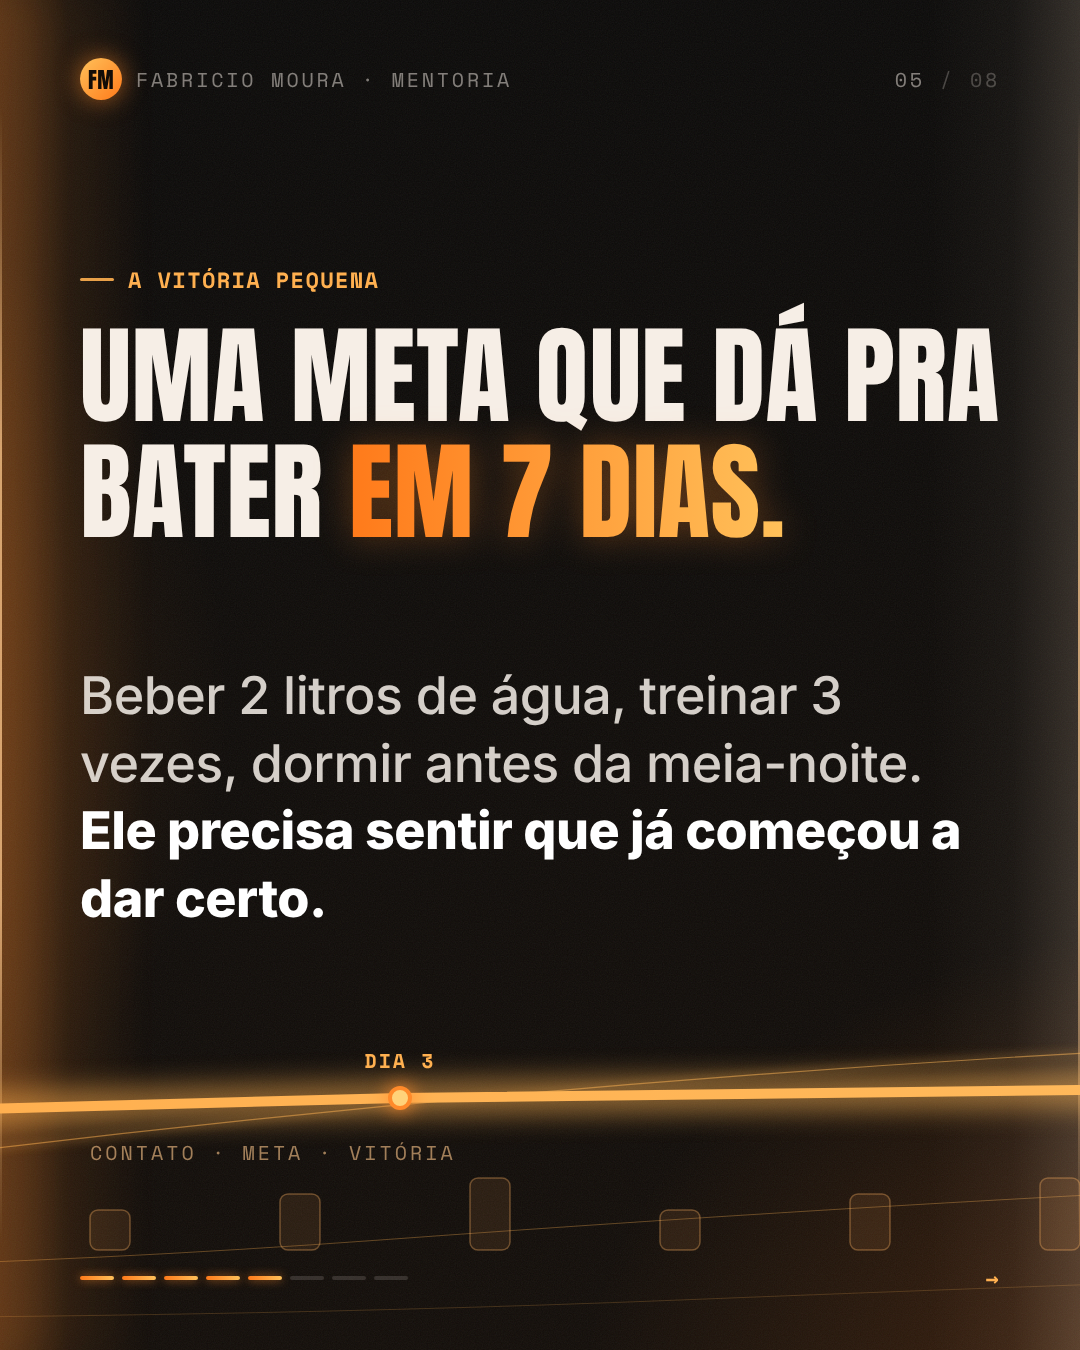 FM FABRICIO MOURA · MENTORIA
05 / 08
A VITÓRIA PEQUENA
UMA META QUE DÁ PRA
BATER EM 7 DIAS.
Beber 2 litros de água, treinar 3
vezes, dormir antes da meia-noite.
Ele precisa sentir que já começou a
dar certo.
DIA 3
CONTATO · META · VITÓRIA
→